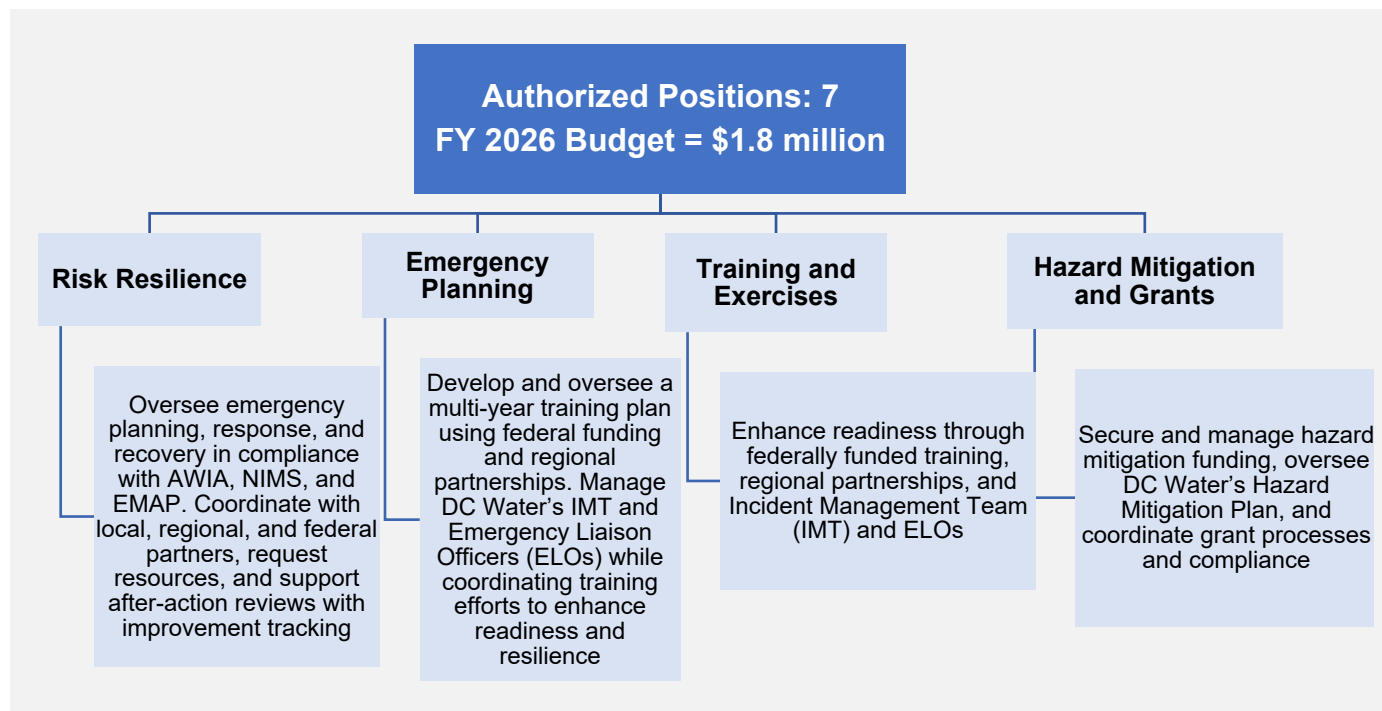 Authorized Positions: 7
FY 2026 Budget = $1.8 million
Risk Resilience
Oversee emergency
planning, response, and
recovery in compliance
with AWIA, NIMS, and
EMAP. Coordinate with
local, regional, and federal
partners, request
resources, and support
after-action reviews with
improvement tracking
Emergency
Planning
Develop and oversee a
multi-year training plan
using federal funding
and regional
partnerships. Manage
DC Water’s IMT and
Emergency Liaison
Officers (ELOs) while
coordinating training
efforts to enhance
readiness and
resilience
Training and
Exercises
Enhance readiness through
federally funded training,
regional partnerships, and
Incident Management Team
(IMT) and ELOs
Hazard Mitigation
and Grants
Secure and manage hazard
mitigation funding, oversee
DC Water’s Hazard
Mitigation Plan, and
coordinate grant processes
and compliance